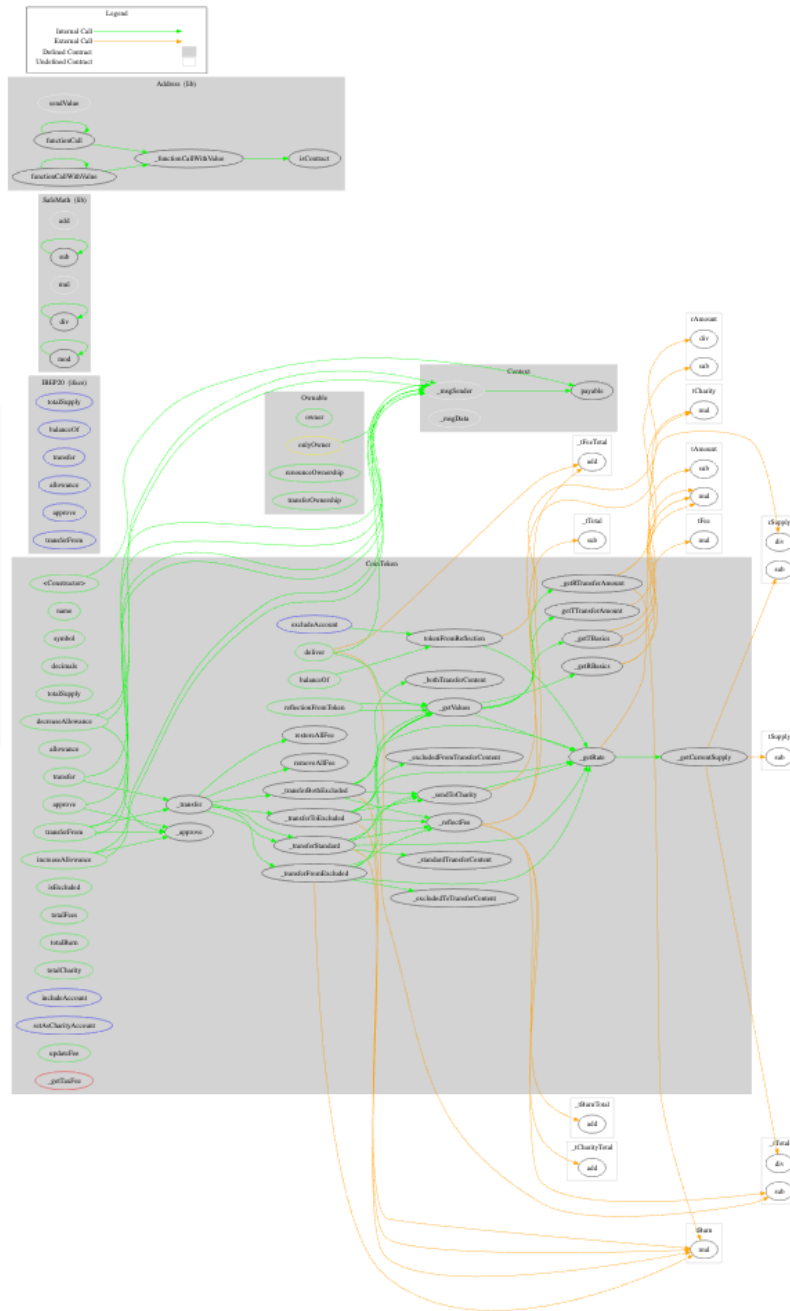 Legend
Internal Call
External Call
Defined Contract
Undefined Contract
Address (lib)
sendValue
functionCall
functionCallWithValue
_functionCallWithValue
isContract
SafeMath (lib)
add
sub
mul
div
mod
IBEP20 (iface)
totalSupply
balanceOf
transfer
allowance
approve
transferFrom
Ownable
owner
onlyOwner
renounceOwnership
transferOwnership
Context
_msgSender
payable
_msgData
rAmount
div
sub
tCharity
mul
_tFeeTotal
add
tAmount
sub
mul
_tTotal
sub
tFee
mul
rSupply
div
sub
CoinToken
<Constructor>
name
symbol
decimals
totalSupply
decreaseAllowance
allowance
transfer
approve
transferFrom
increaseAllowance
isExcluded
totalFees
totalBurn
totalCharity
includeAccount
setAsCharityAccount
updateFee
_getTaxFee
_transfer
_approve
excludeAccount
deliver
balanceOf
reflectionFromToken
restoreAllFee
removeAllFee
_transferBothExcluded
_transferToExcluded
_transferStandard
_transferFromExcluded
tokenFromReflection
_bothTransferContent
_getValues
_excludedFromTransferContent
_sendToCharity
_reflectFee
_standardTransferContent
_excludedToTransferContent
_getRTransferAmount
getTTransferAmount
_getTBasics
_getRBasics
_getRate
_getCurrentSupply
tSupply
sub
_tBurnTotal
add
_tCharityTotal
add
_rTotal
div
sub
tBurn
mul